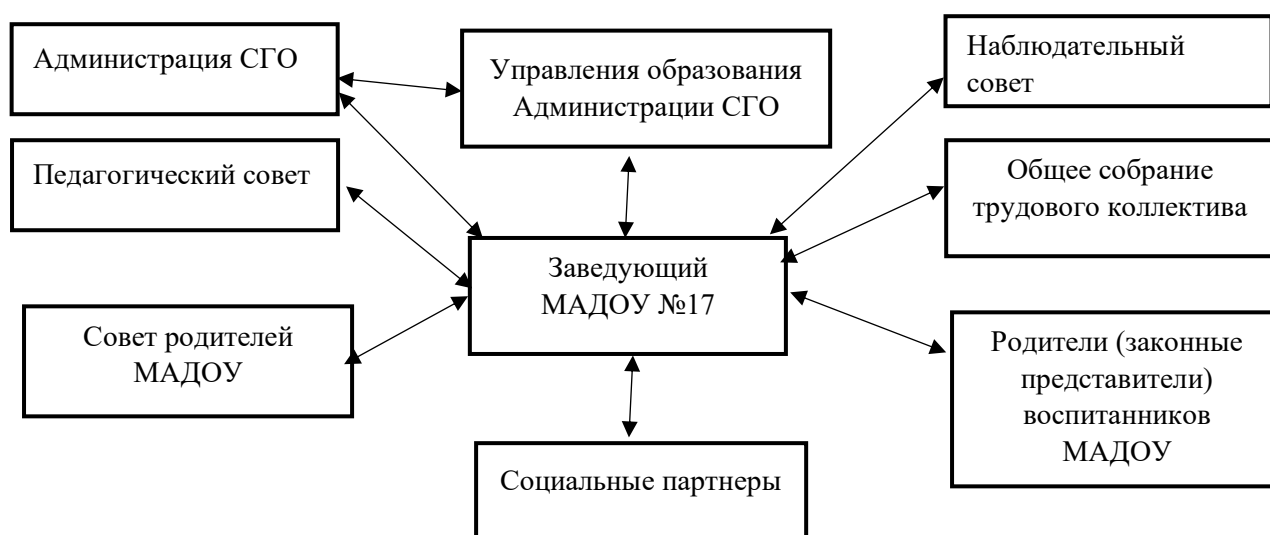 Администрация СГО
Управления образования
Администрации СГО
Наблюдательный
совет
Педагогический совет
Общее собрание
трудового коллектива
Заведующий
МАДОУ №17
Совет родителей
МАДОУ
Родители (законные
представители)
воспитанников
МАДОУ
Социальные партнеры